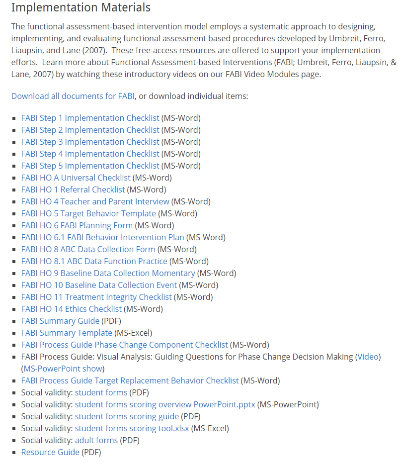 Implementation Materials
The functional assessment-based intervention model employs a systematic approach to designing,
implementing, and evaluating functional assessment-based procedures developed by Umbreit, Ferro,
Liaupsin, and Lane (2007).  These free access resources are offered to support your implementation
efforts.  Learn more about Functional Assessment-based Interventions (FABI; Umbreit, Ferro, Liaupsin, &
Lane, 2007) by watching these introductory videos on our FABI Video Modules page.
Download all documents for FABI, or download individual items:
FABI Step 1 Implementation Checklist (MS-Word)
FABI Step 2 Implementation Checklist (MS-Word)
FABI Step 3 Implementation Checklist (MS-Word)
FABI Step 4 Implementation Checklist (MS-Word)
FABI Step 5 Implementation Checklist (MS-Word)
FABI HO A Universal Checklist (MS-Word)
FABI HO 1 Referral Checklist (MS-Word)
FABI HO 4 Teacher and Parent Interview (MS-Word)
FABI HO 5 Target Behavior Template (MS-Word)
FABI HO 6 FABI Planning Form (MS-Word)
FABI HO 6.1 FABI Behavior Intervention Plan (MS-Word)
FABI HO 8 ABC Data Collection Form (MS-Word)
FABI HO 8.1 ABC Data Function Practice (MS-Word)
FABI HO 9 Baseline Data Collection Momentary (MS-Word)
FABI HO 10 Baseline Data Collection Event (MS-Word)
FABI HO 11 Treatment Integrity Checklist (MS-Word)
FABI HO 14 Ethics Checklist (MS-Word)
FABI Summary Guide (PDF)
FABI Summary Template (MS-Excel)
FABI Process Guide Phase Change Component Checklist (MS-Word)
FABI Process Guide: Visual Analysis: Guiding Questions for Phase Change Decision Making (Video)
(MS-PowerPoint show)
FABI Process Guide Target Replacement Behavior Checklist (MS-Word)
Social validity: student forms (PDF)
Social validity: student forms scoring overview PowerPoint.pptx (MS-PowerPoint)
Social validity: student forms scoring guide (PDF)
Social validity: student forms scoring tool.xlsx (MS Excel)
Social validity: adult forms (PDF)
Resource Guide (PDF)